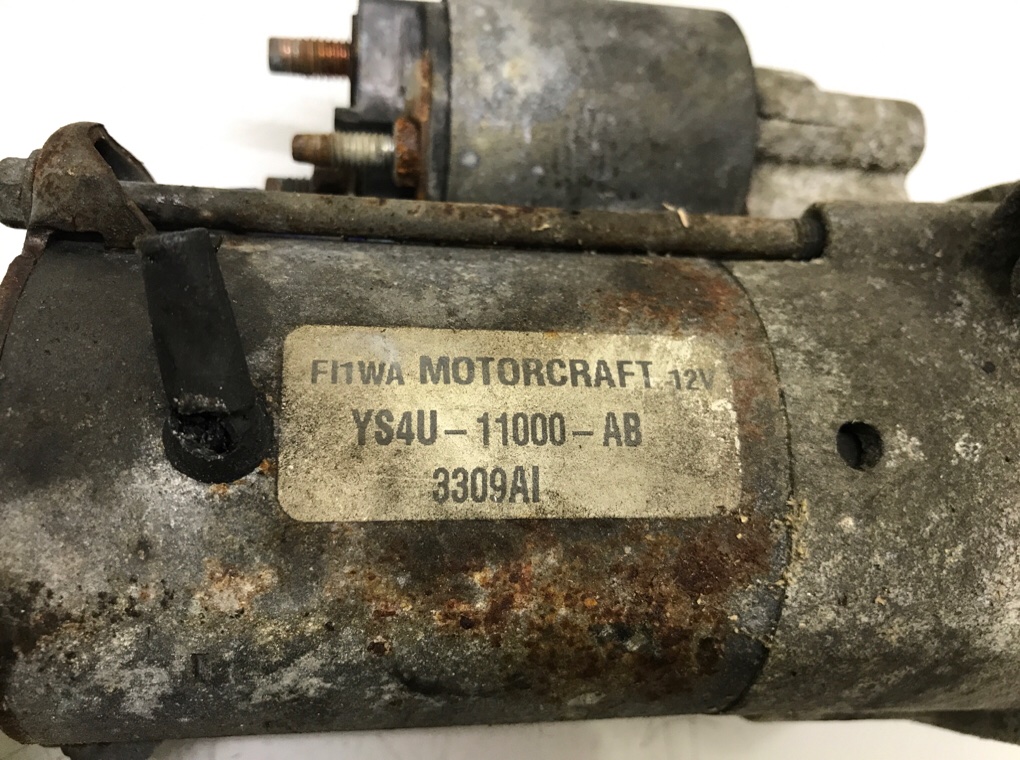 FI1WA MOTORCRAFT 12V
YS4U-11000-AB
3309AI